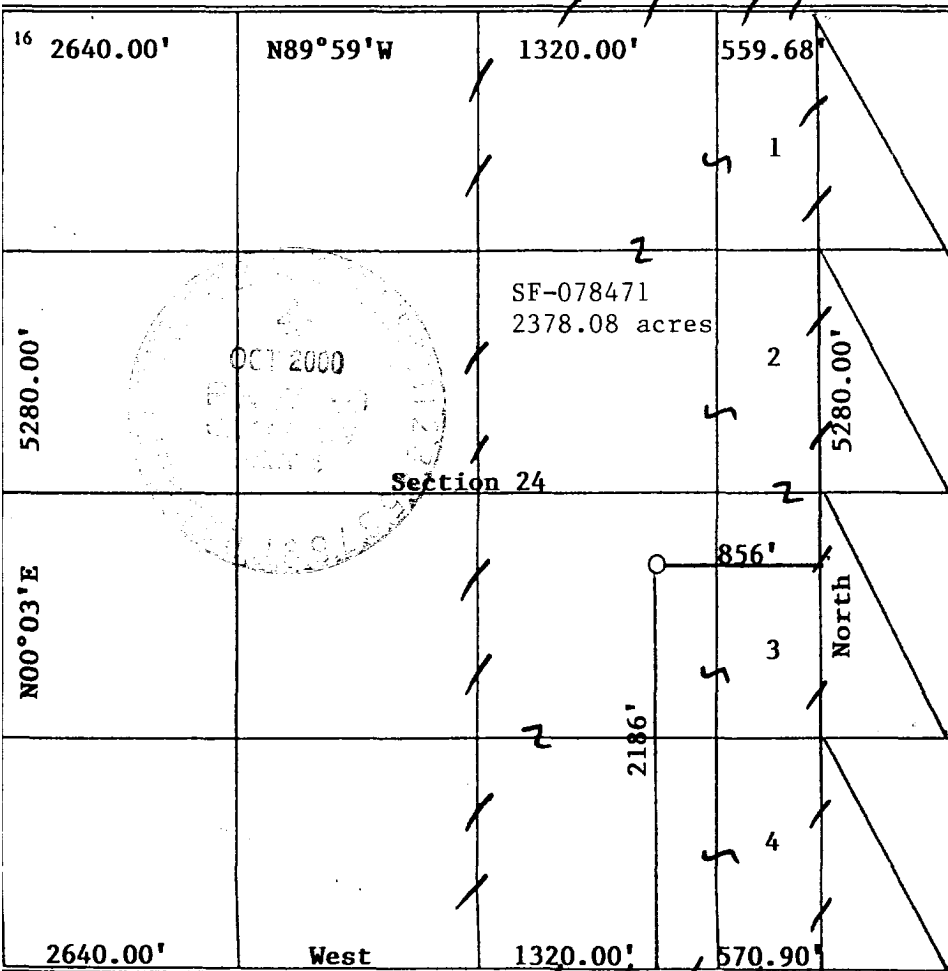 16 2640.00' N89°59'W 1320.00' 559.68'
1
SF-078471
2378.08 acres
2
OCT 2000
5280.00'
5280.00'
Section 24
856'
N00°03'E
North
3
2186'
4
2640.00' West 1320.00' 570.90'